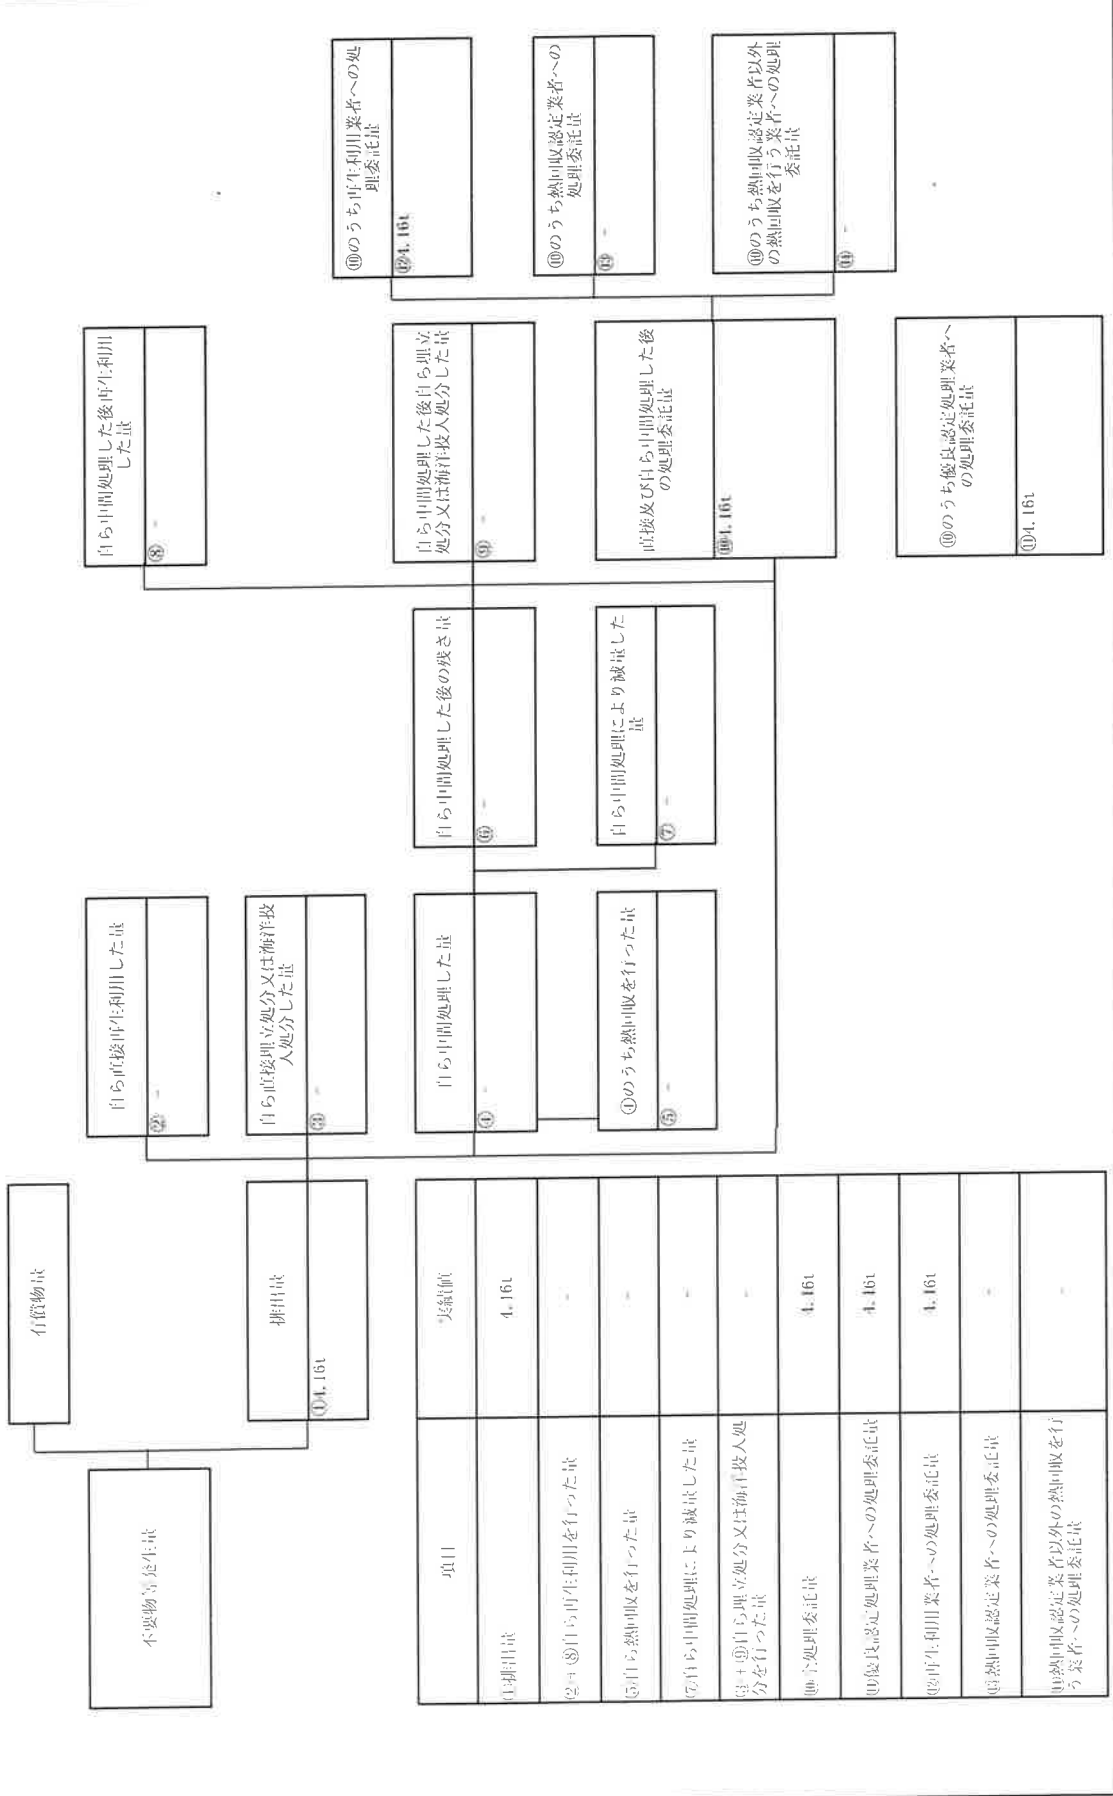 有償物量
不要物等発生量
排出量
①4.16t
自ら直接再生利用した量
② -
自ら直接埋立処分又は海洋投
入処分した量
③ -
自ら中間処理した量
④ -
④のうち熱回収を行った量
⑤ -
自ら中間処理した後の残さ量
⑥ -
自ら中間処理により減量した
量
⑦ -
自ら中間処理した後再生利用
した量
⑧ -
自ら中間処理した後自ら埋立
処分又は海洋投入処分した量
⑨ -
直接及び自ら中間処理した後
の処理委託量
⑩4.16t
⑩のうち優良認定処理業者へ
の処理委託量
⑪4.16t
⑩のうち再生利用業者への処
理委託量
⑫4.16t
⑩のうち熱回収認定業者への
処理委託量
⑬ -
⑩のうち熱回収認定業者以外
の熱回収を行う業者への処理
委託量
⑭ -
項目 実績値
①排出量 4.16t
②+⑧自ら再生利用を行った量 -
⑤自ら熱回収を行った量 -
⑦自ら中間処理により減量した量 -
③+⑨自ら埋立処分又は海洋投入処
分を行った量 -
⑩全処理委託量 4.16t
⑪優良認定処理業者への処理委託量 4.16t
⑫再生利用業者への処理委託量 4.16t
⑬熱回収認定業者への処理委託量 -
⑭熱回収認定業者以外の熱回収を行
う業者への処理委託量 -